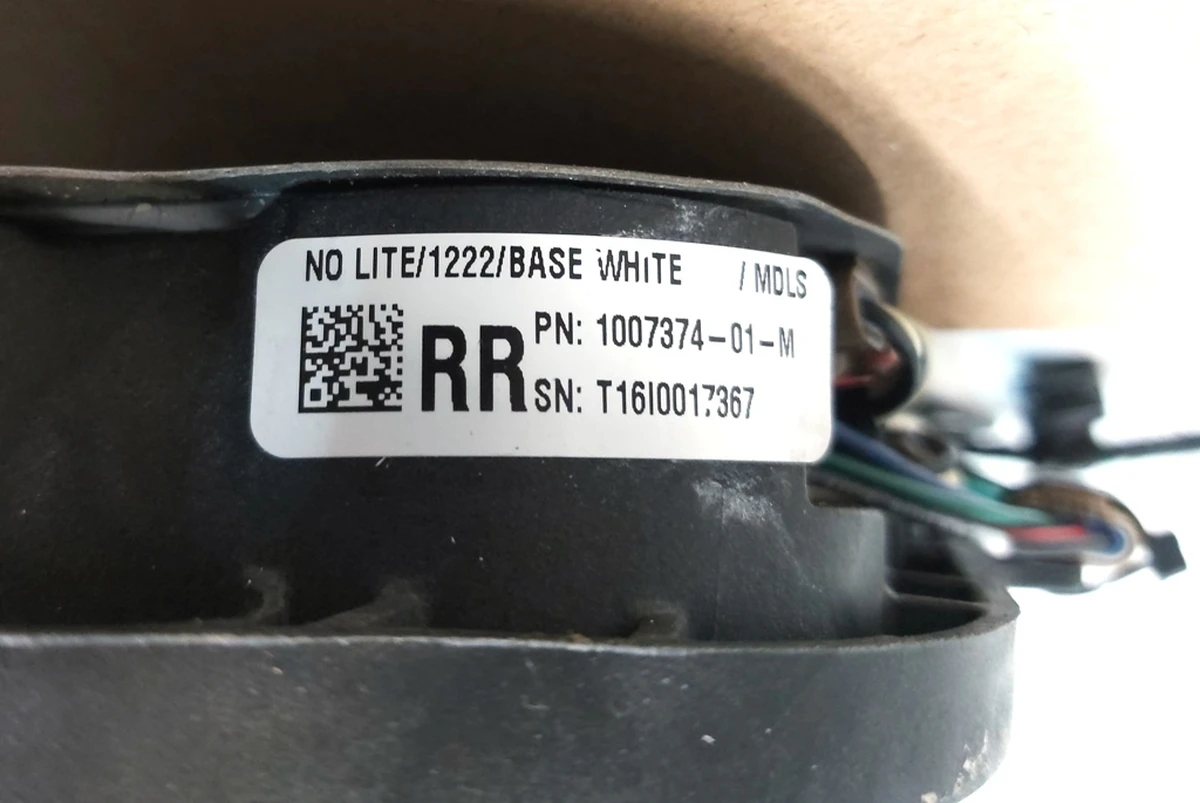 NO LITE/1222/BASE WHITE / MDLS
RR
PN: 1007374-01-M
SN: T16I0017367